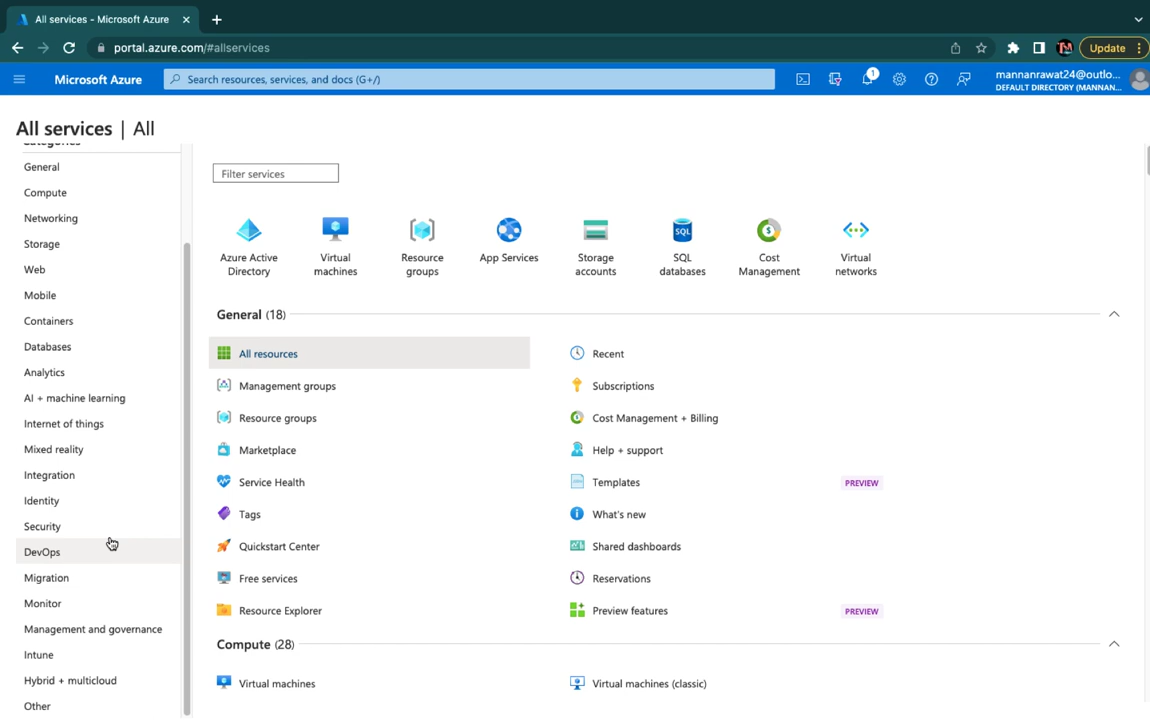 All services - Microsoft Azure
portal.azure.com/#allservices
Update
Microsoft Azure
Search resources, services, and docs (G+/)
1
mannanrawat24@outlo...
DEFAULT DIRECTORY (MANNAN...
All services | All
Categories
General
Compute
Networking
Storage
Web
Mobile
Containers
Databases
Analytics
AI + machine learning
Internet of things
Mixed reality
Integration
Identity
Security
DevOps
Migration
Monitor
Management and governance
Intune
Hybrid + multicloud
Other
Filter services
Azure Active
Directory
Virtual
machines
Resource
groups
App Services
Storage
accounts
SQL
SQL
databases
Cost
Management
Virtual
networks
General (18)
All resources
Recent
Management groups
Subscriptions
Resource groups
Cost Management + Billing
Marketplace
Help + support
Service Health
Templates
PREVIEW
Tags
What's new
Quickstart Center
Shared dashboards
Free services
Reservations
Resource Explorer
Preview features
PREVIEW
Compute (28)
Virtual machines
Virtual machines (classic)